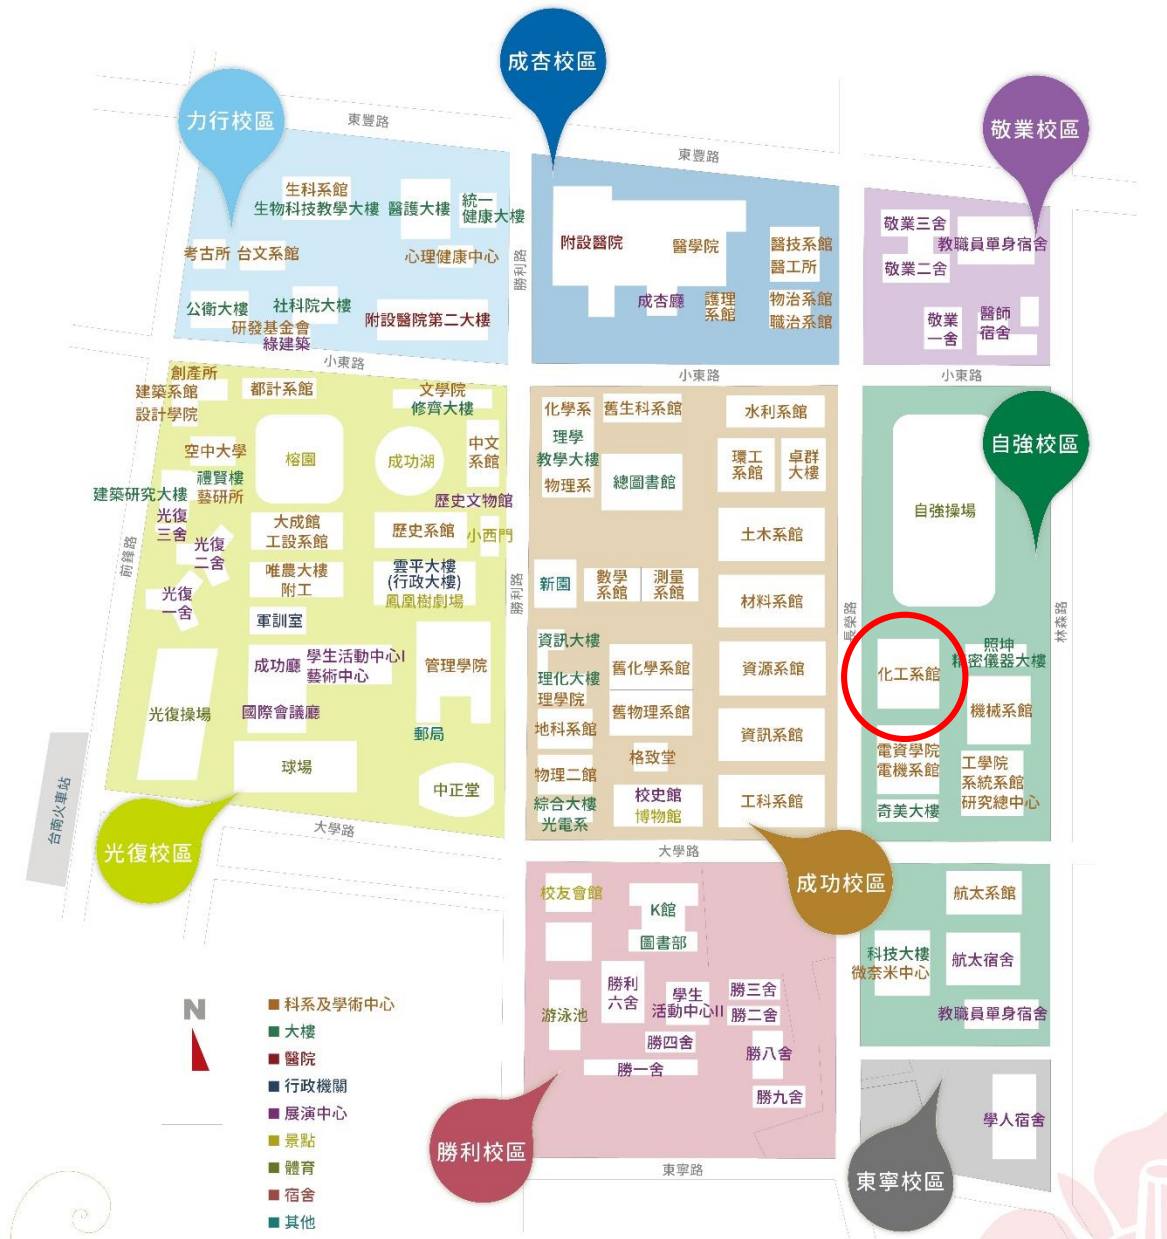 成杏校區
力行校區
敬業校區
東豐路
東豐路
生科系館
生物科技教學大樓
醫護大樓
統一
健康大樓
考古所
台文系館
心理健康中心
公衛大樓
社科院大樓
研發基金會
綠建築
附設醫院第二大樓
勝利路
附設醫院
醫學院
醫技系館
醫工所
成杏廳
護理
系館
物治系館
職治系館
敬業三舍
教職員單身宿舍
敬業二舍
敬業
一舍
醫師
宿舍
小東路
小東路
小東路
創產所
建築系館
設計學院
都計系館
文學院
修齊大樓
空中大學
榕園
成功湖
中文
系館
禮賢樓
藝研所
建築研究大樓
歷史文物館
光復
三舍
大成館
工設系館
歷史系館
小西門
光復
二舍
唯農大樓
附工
雲平大樓
(行政大樓)
鳳凰樹劇場
光復
一舍
軍訓室
成功廳
學生活動中心I
藝術中心
管理學院
國際會議廳
光復操場
郵局
球場
中正堂
前鋒路
勝利路
台南火車站
大學路
光復校區
化學系
舊生科系館
水利系館
理學
教學大樓
物理系
總圖書館
環工
系館
卓群
大樓
土木系館
新園
數學
系館
測量
系館
材料系館
資訊大樓
理化大樓
理學院
舊化學系館
資源系館
地科系館
舊物理系館
資訊系館
物理二館
格致堂
綜合大樓
光電系
校史館
博物館
工科系館
大學路
成功校區
長榮路
自強校區
自強操場
林森路
化工系館
照坤
精密儀器大樓
機械系館
電資學院
電機系館
工學院
系統系館
研究總中心
奇美大樓
校友會館
K館
圖書部
游泳池
勝利
六舍
學生
活動中心II
勝三舍
勝二舍
勝四舍
勝一舍
勝八舍
勝九舍
勝利校區
東寧路
航太系館
科技大樓
微奈米中心
航太宿舍
教職員單身宿舍
學人宿舍
東寧校區
N
科系及學術中心
大樓
醫院
行政機關
展演中心
景點
體育
宿舍
其他